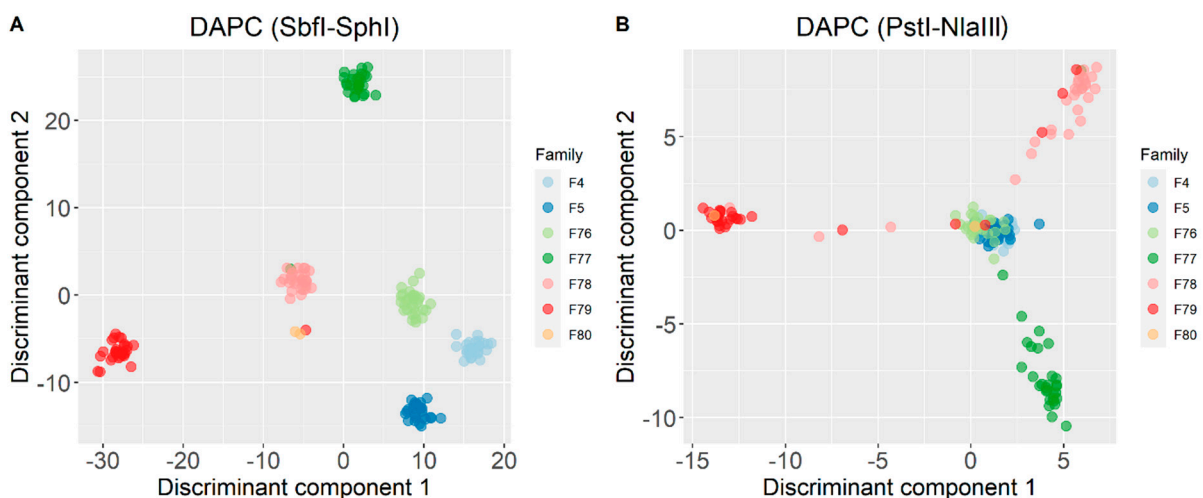 A
DAPC (SbfI-SphI)
Discriminant component 2
20
10
0
-10
-30
-20
-10
0
10
20
Discriminant component 1
Family
F4
F5
F76
F77
F78
F79
F80
B
DAPC (PstI-NlaIII)
Discriminant component 2
5
0
-5
-10
-15
-10
-5
0
5
Discriminant component 1
Family
F4
F5
F76
F77
F78
F79
F80